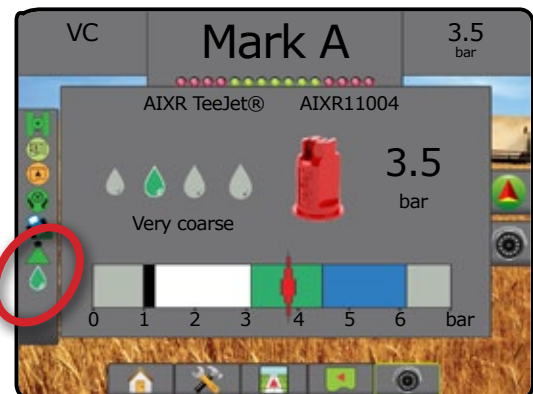 VC Mark A 3.5
bar
AIXR TeeJet® AIXR11004
3.5
bar
Very coarse
0 1 2 3 4 5 6 bar